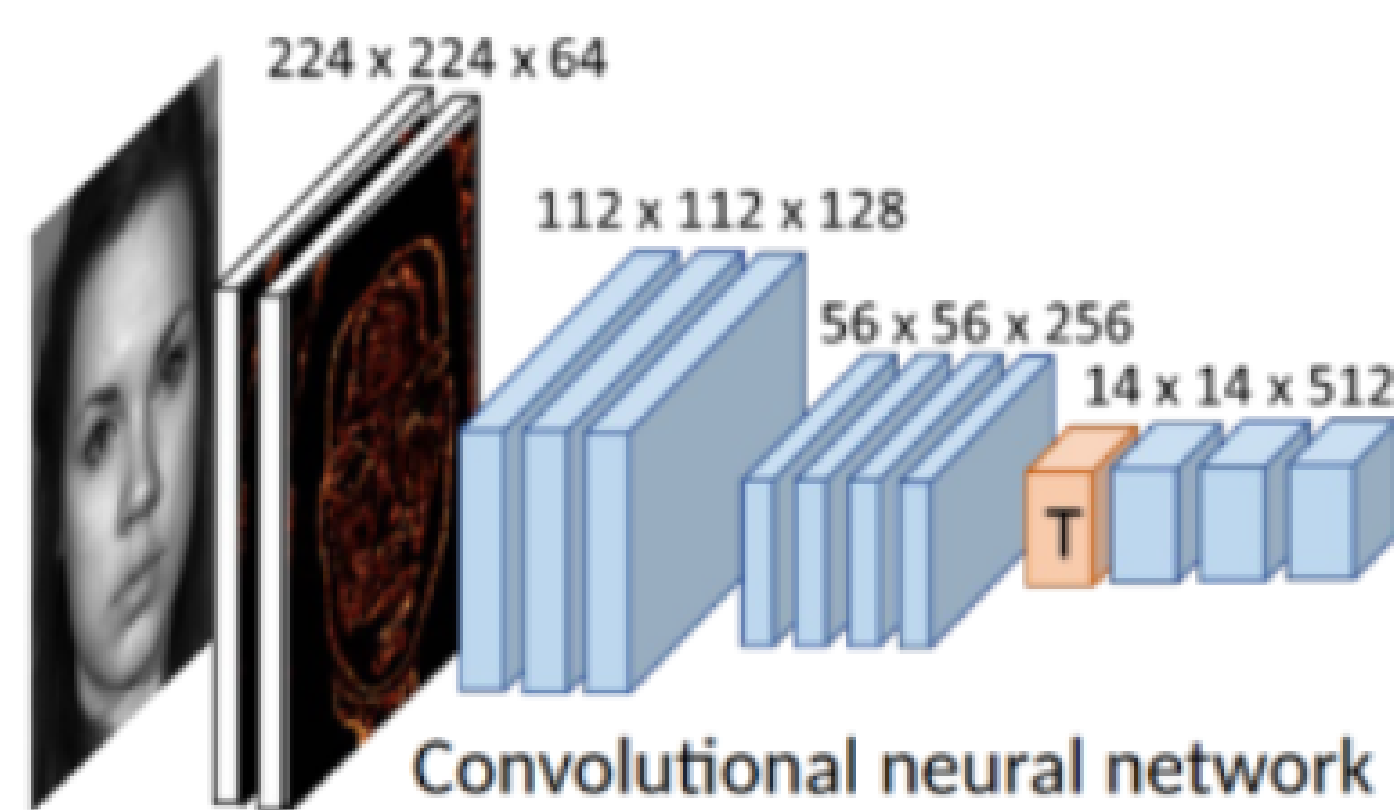 224 x 224 x 64
112 x 112 x 128
56 x 56 x 256
14 x 14 x 512
T
Convolutional neural network